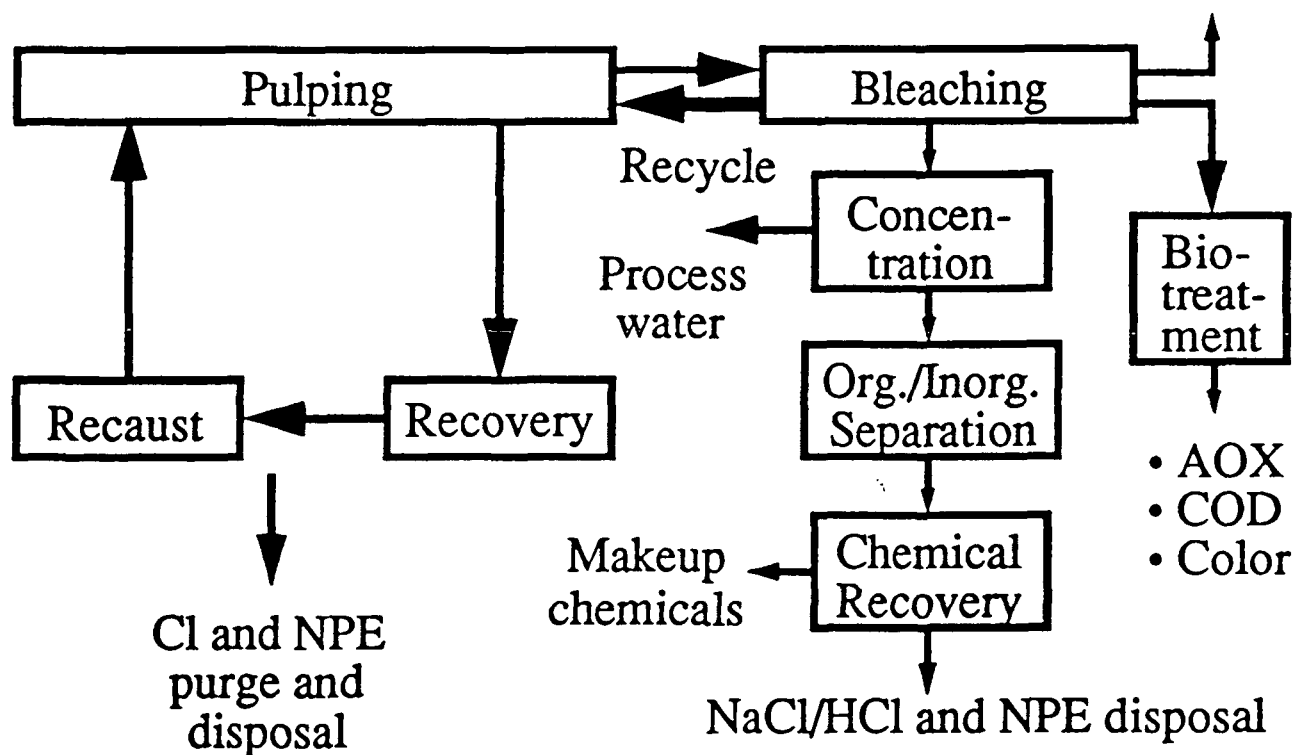 Pulping
Bleaching
Recycle
Concen-
tration
Process
water
Bio-
treat-
ment
Org./Inorg.
Separation
Recaust
Recovery
• AOX
• COD
• Color
Makeup
chemicals
Chemical
Recovery
Cl and NPE
purge and
disposal
NaCl/HCl and NPE disposal